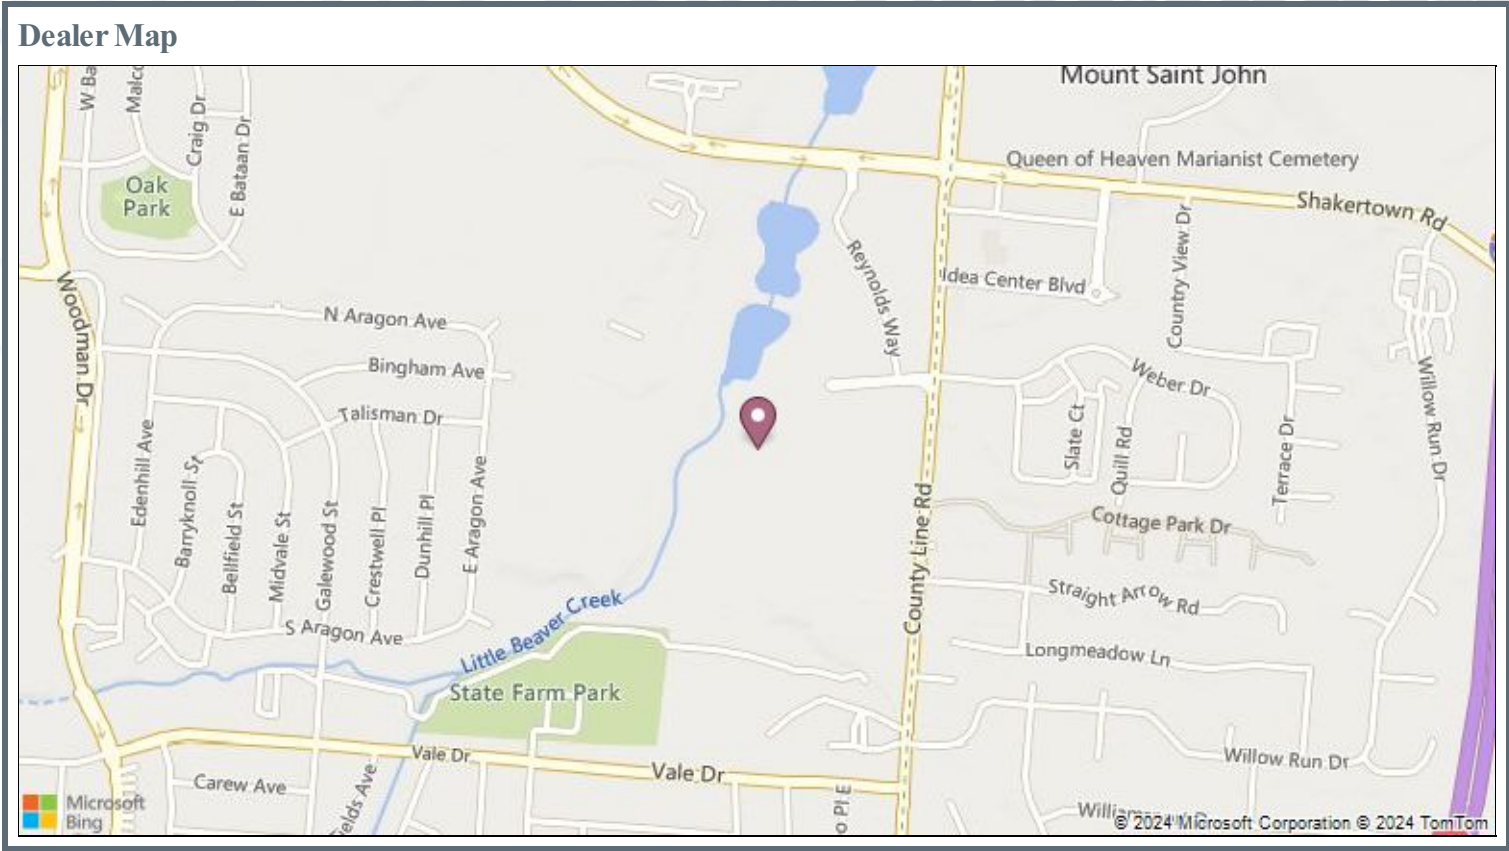 Dealer Map
Mount Saint John
W Ba
Malco
Craig Dr
E Bataan Dr
Oak
Park
Queen of Heaven Marianist Cemetery
Shakertown Rd
Woodman Dr
Reynolds Way
Idea Center Blvd
Country View Dr
N Aragon Ave
Bingham Ave
Talisman Dr
Weber Dr
Willow Run Dr
Edenhill Ave
Barryknoll St
Bellfield St
Midvale St
Galewood St
Crestwell Pl
Dunhill Pl
E Aragon Ave
Slate Ct
Quill Rd
Terrace Dr
County Line Rd
Cottage Park Dr
Straight Arrow Rd
Little Beaver Creek
S Aragon Ave
Longmeadow Ln
State Farm Park
Vale Dr
Vale Dr
Willow Run Dr
Carew Ave
elds Ave
o Pl E
Microsoft
Bing
© 2024 Microsoft Corporation © 2024 TomTom